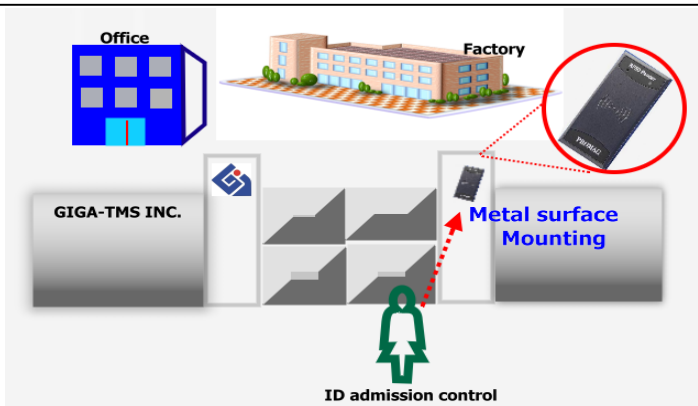 Office
Factory
GIGA-TMS INC.
Metal surface
Mounting
ID admission control